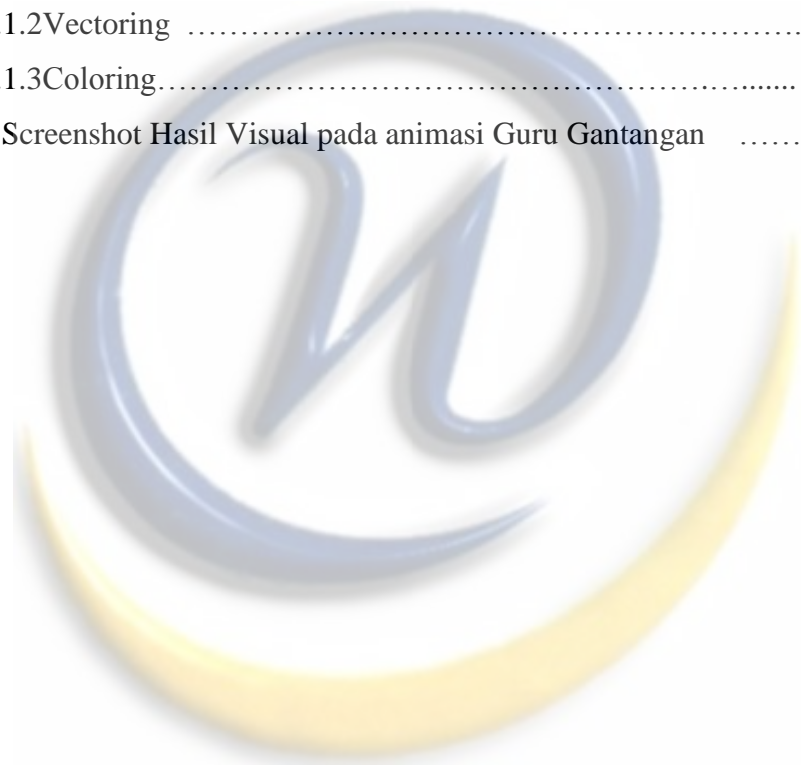 1.2Vectoring ……………………………………………………………….
1.3Coloring……………………………………………….…......
Screenshot Hasil Visual pada animasi Guru Gantangan ……